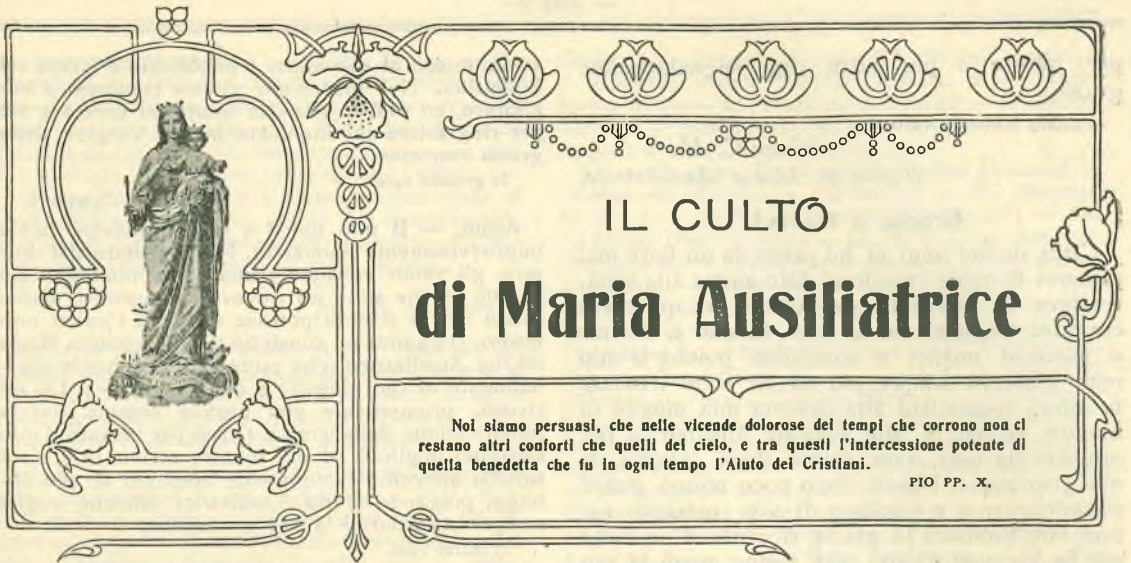 IL CULTO
di Maria Ausiliatrice
Noi siamo persuasi, che nelle vicende dolorose dei tempi che corrono non ci
restano altri conforti che quelli del cielo, e tra questi l'intercessione potente di
quella benedetta che fu in ogni tempo l'Aiuto dei Cristiani.
PIO PP. X,